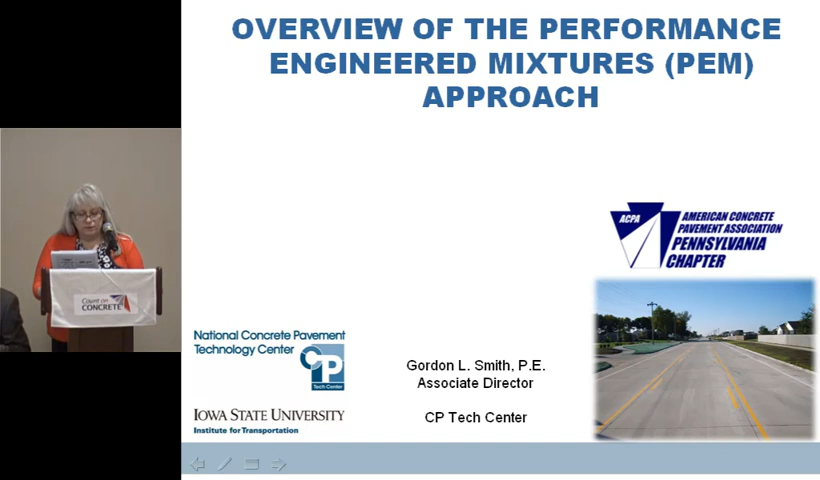 OVERVIEW OF THE PERFORMANCE
ENGINEERED MIXTURES (PEM)
APPROACH
ACPA
AMERICAN CONCRETE
PAVEMENT ASSOCIATION
PENNSYLVANIA
CHAPTER
Count on
CONCRETE
National Concrete Pavement
Technology Center
CP
Tech Center
IOWA STATE UNIVERSITY
Institute for Transportation
Gordon L. Smith, P.E.
Associate Director
CP Tech Center